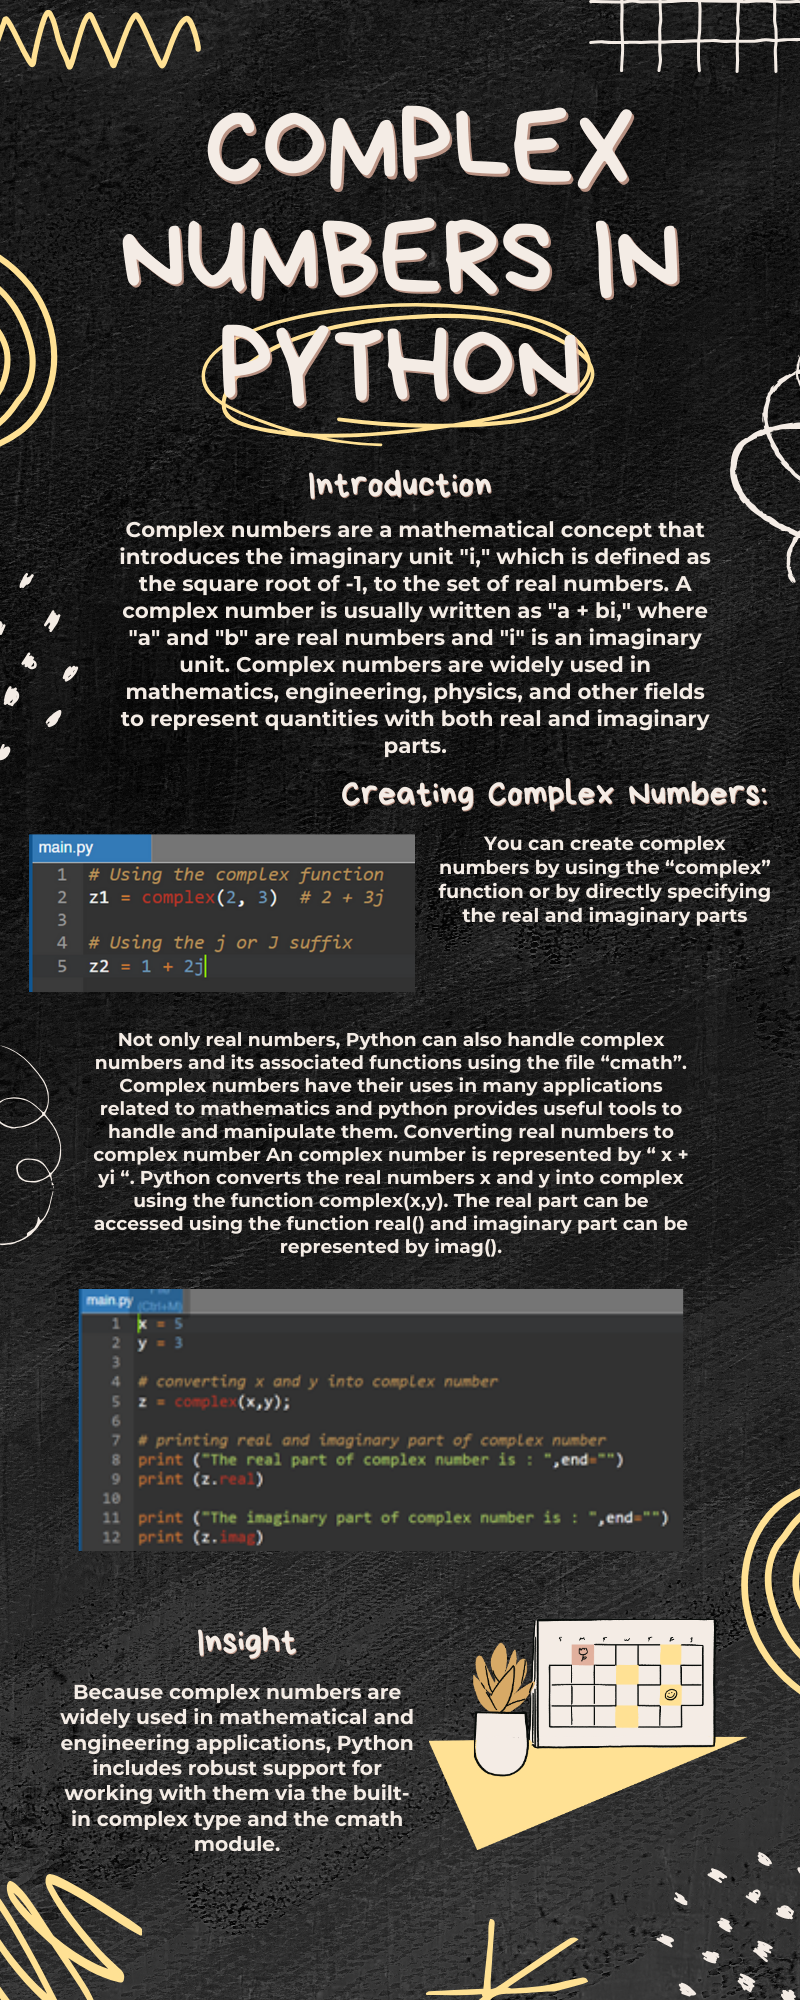 COMPLEX
NUMBERS IN
PYTHON
Introduction
Complex numbers are a mathematical concept that
introduces the imaginary unit "i," which is defined as
the square root of -1, to the set of real numbers. A
complex number is usually written as "a + bi," where
"a" and "b" are real numbers and "i" is an imaginary
unit. Complex numbers are widely used in
mathematics, engineering, physics, and other fields
to represent quantities with both real and imaginary
parts.
Creating Complex Numbers:
main.py
1 # Using the complex function
2 z1 = complex(2, 3)  # 2 + 3j
3
4 # Using the j or J suffix
5 z2 = 1 + 2j
You can create complex
numbers by using the “complex”
function or by directly specifying
the real and imaginary parts
Not only real numbers, Python can also handle complex
numbers and its associated functions using the file “cmath”.
Complex numbers have their uses in many applications
related to mathematics and python provides useful tools to
handle and manipulate them. Converting real numbers to
complex number An complex number is represented by “ x +
yi “. Python converts the real numbers x and y into complex
using the function complex(x,y). The real part can be
accessed using the function real() and imaginary part can be
represented by imag().
main.py
(Ctrl+M)
1 x = 5
2 y = 3
3
4 # converting x and y into complex number
5 z = complex(x,y);
6
7 # printing real and imaginary part of complex number
8 print ("The real part of complex number is : ",end="")
9 print (z.real)
10
11 print ("The imaginary part of complex number is : ",end="")
12 print (z.imag)
Insight
Because complex numbers are
widely used in mathematical and
engineering applications, Python
includes robust support for
working with them via the built-
in complex type and the cmath
module.